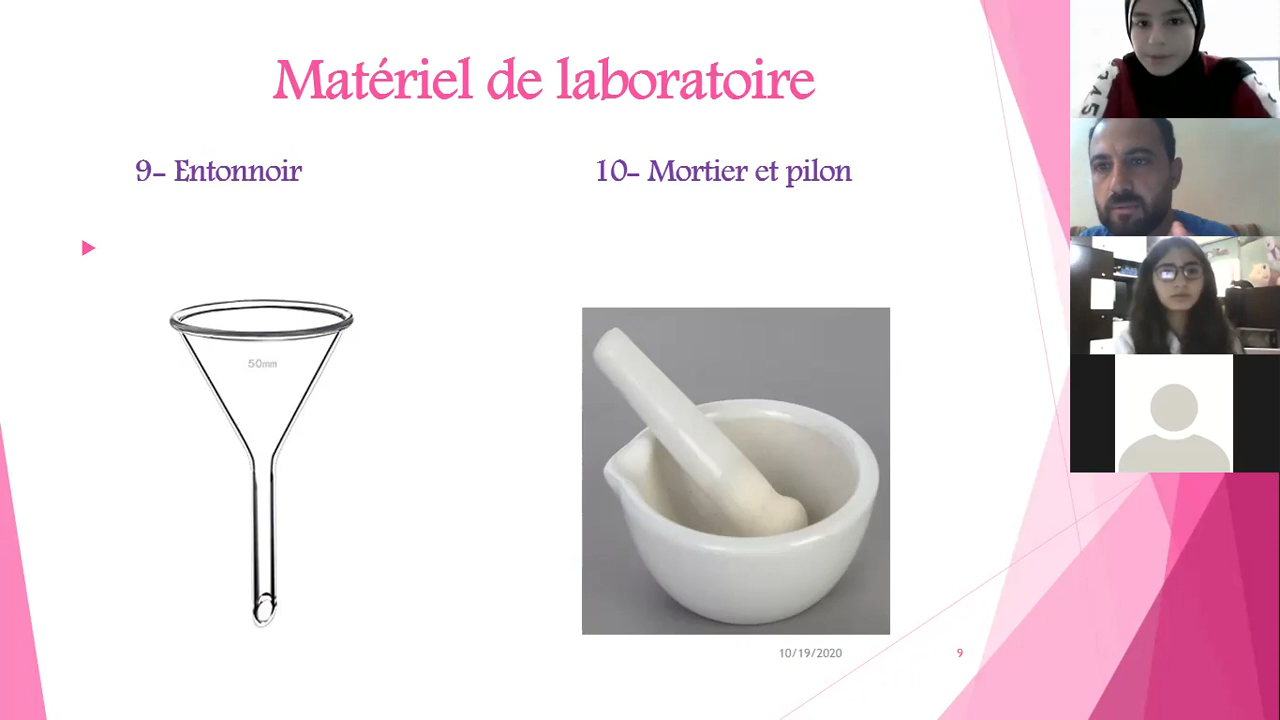 Matériel de laboratoire
9- Entonnoir
10- Mortier et pilon
50mm
10/19/2020
9